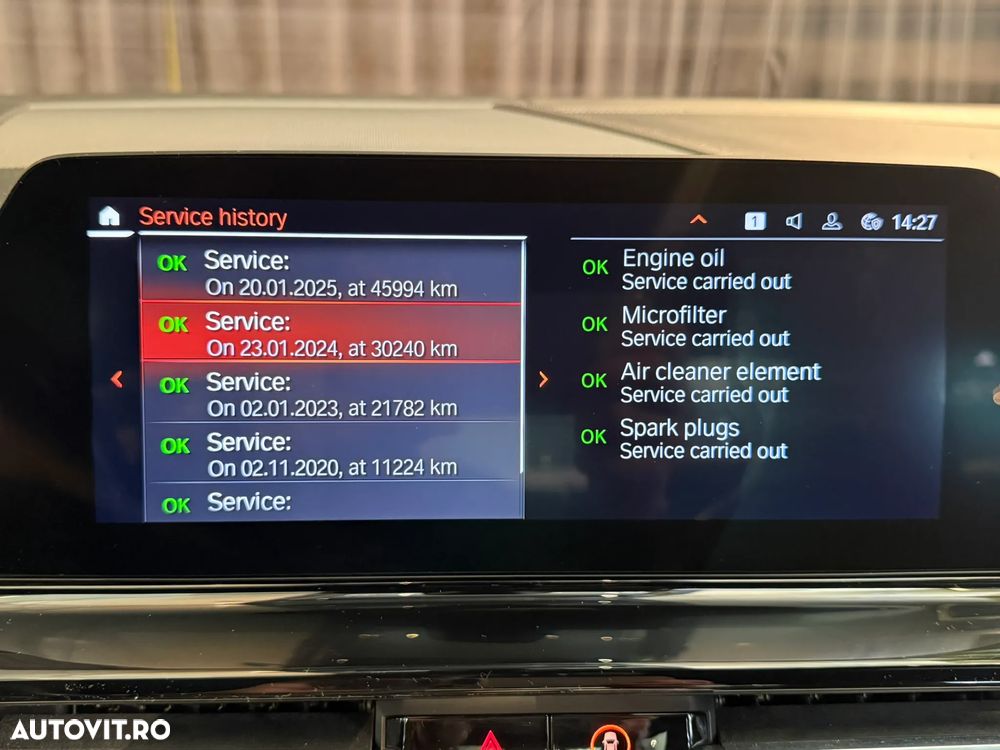 Service history
1
14:27
OK Service:
On 20.01.2025, at 45994 km
OK Service:
On 23.01.2024, at 30240 km
OK Service:
On 02.01.2023, at 21782 km
OK Service:
On 02.11.2020, at 11224 km
OK Service:
OK Engine oil
Service carried out
OK Microfilter
Service carried out
OK Air cleaner element
Service carried out
OK Spark plugs
Service carried out
AUTOVIT.RO